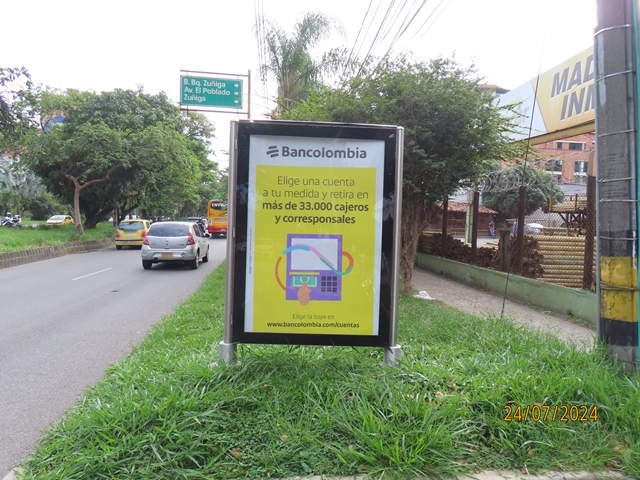 B. Bq. Zuñiga
Av. El Poblado
Zuñiga
Bancolombia
Elige una cuenta
a tu medida y retira en
más de 33.000 cajeros
y corresponsales
Elige la tuya en
www.bancolombia.com/cuentas
24/07/2024